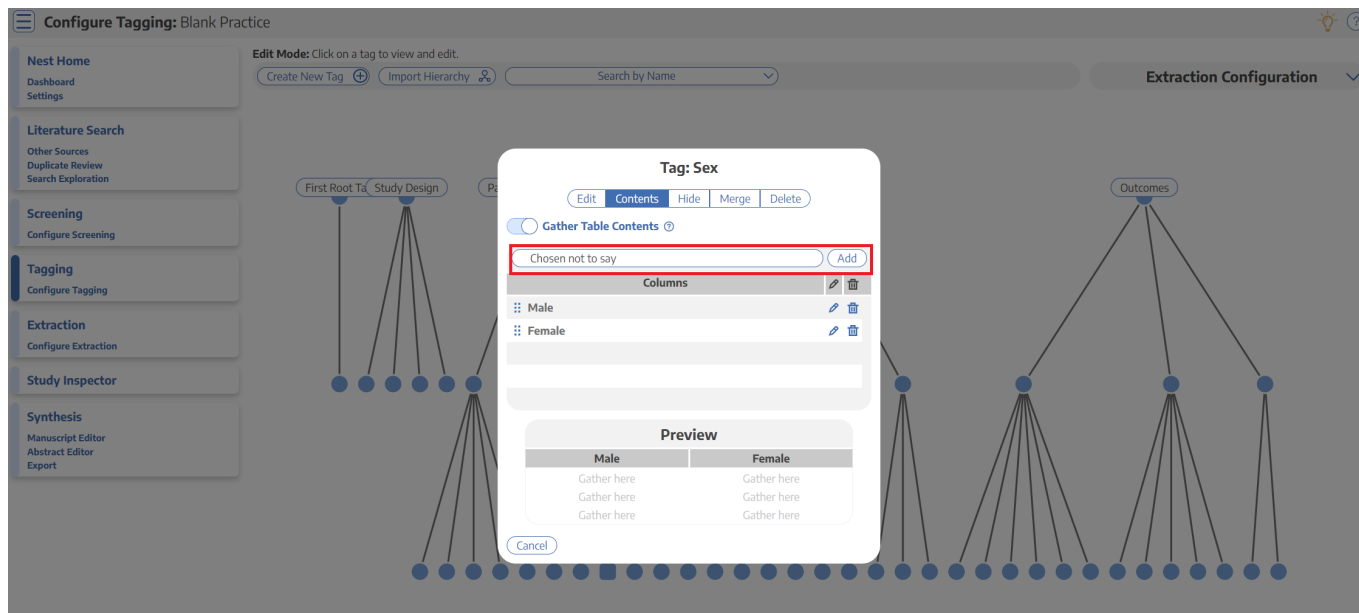 Configure Tagging: Blank Practice
Nest Home
Dashboard
Settings
Literature Search
Other Sources
Duplicate Review
Search Exploration
Screening
Configure Screening
Tagging
Configure Tagging
Extraction
Configure Extraction
Study Inspector
Synthesis
Manuscript Editor
Abstract Editor
Export
Edit Mode: Click on a tag to view and edit.
Create New Tag
Import Hierarchy
Search by Name
Extraction Configuration
First Root Ta
Study Design
Pa
Outcomes
Tag: Sex
Edit Contents Hide Merge Delete
Gather Table Contents ?
Chosen not to say Add
Columns
Male
Female
Preview
Male Female
Gather here Gather here
Gather here Gather here
Gather here Gather here
Cancel